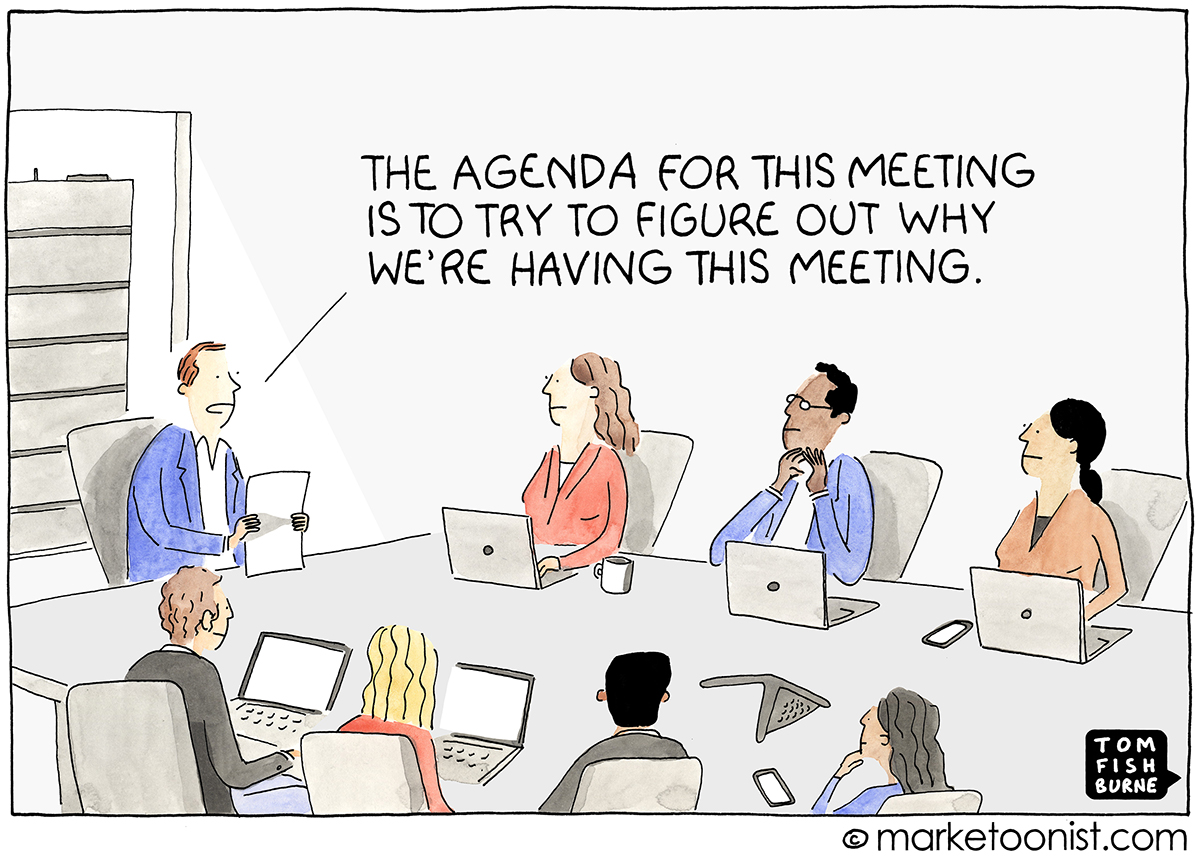 THE AGENDA FOR THIS MEETING
IS TO TRY TO FIGURE OUT WHY
WE'RE HAVING THIS MEETING.
TOM
FISH
BURNE
© marketoonist.com